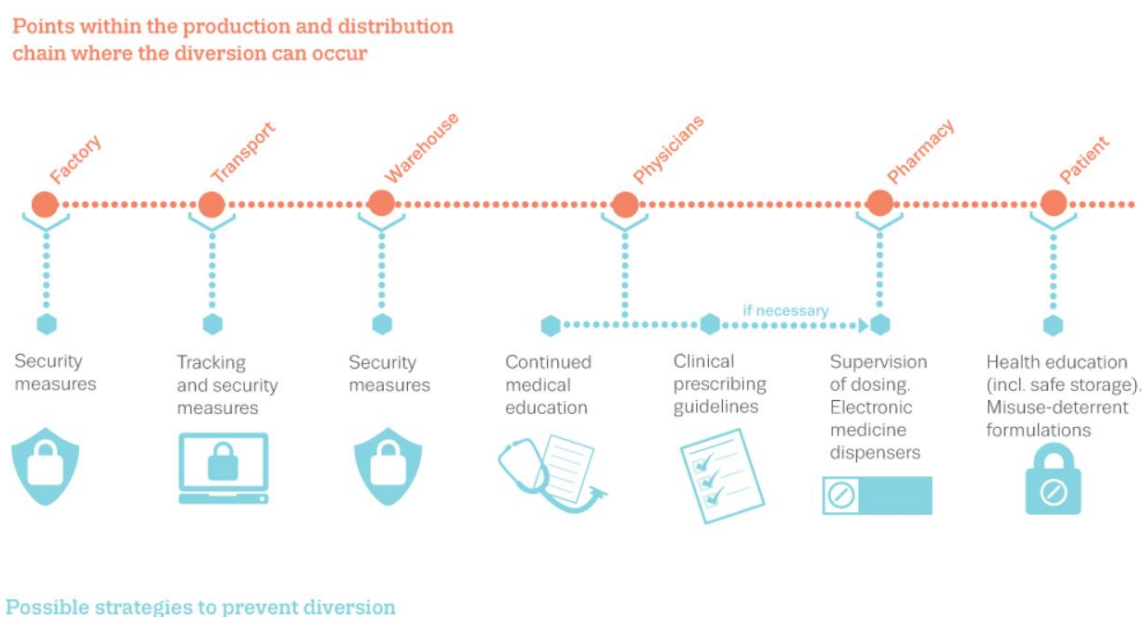 Points within the production and distribution
chain where the diversion can occur
Factory
Transport
Warehouse
Physicians
Pharmacy
Patient
if necessary
Security
measures
Tracking
and security
measures
Security
measures
Continued
medical
education
Clinical
prescribing
guidelines
Supervision
of dosing.
Electronic
medicine
dispensers
Health education
(incl. safe storage).
Misuse-deterrent
formulations
Possible strategies to prevent diversion